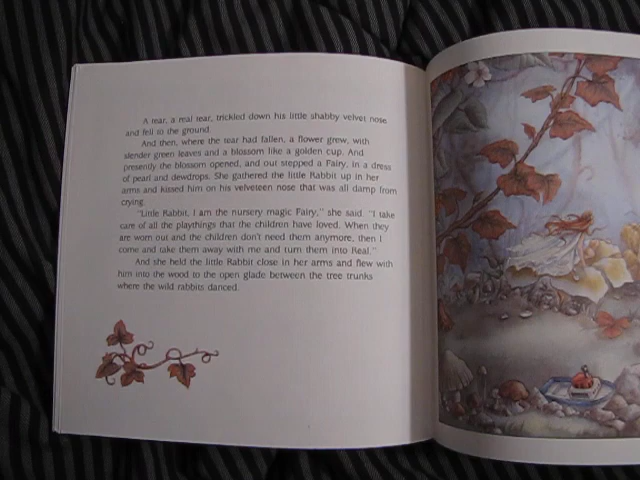 A tear, a real tear, trickled down his little shabby velvet nose
and fell to the ground.
And then, where the tear had fallen, a flower grew, with
slender green leaves and a blossom like a golden cup. And
presently the blossom opened, and out stepped a Fairy, in a dress
of pearl and dewdrops. She gathered the little Rabbit up in her
arms and kissed him on his velveteen nose that was all damp from
crying.
"Little Rabbit, I am the nursery magic Fairy," she said. "I take
care of all the playthings that the children have loved. When they
are worn out and the children don't need them anymore, then I
come and take them away with me and turn them into Real."
And she held the little Rabbit close in her arms and flew with
him into the wood to the open glade between the tree trunks
where the wild rabbits danced.